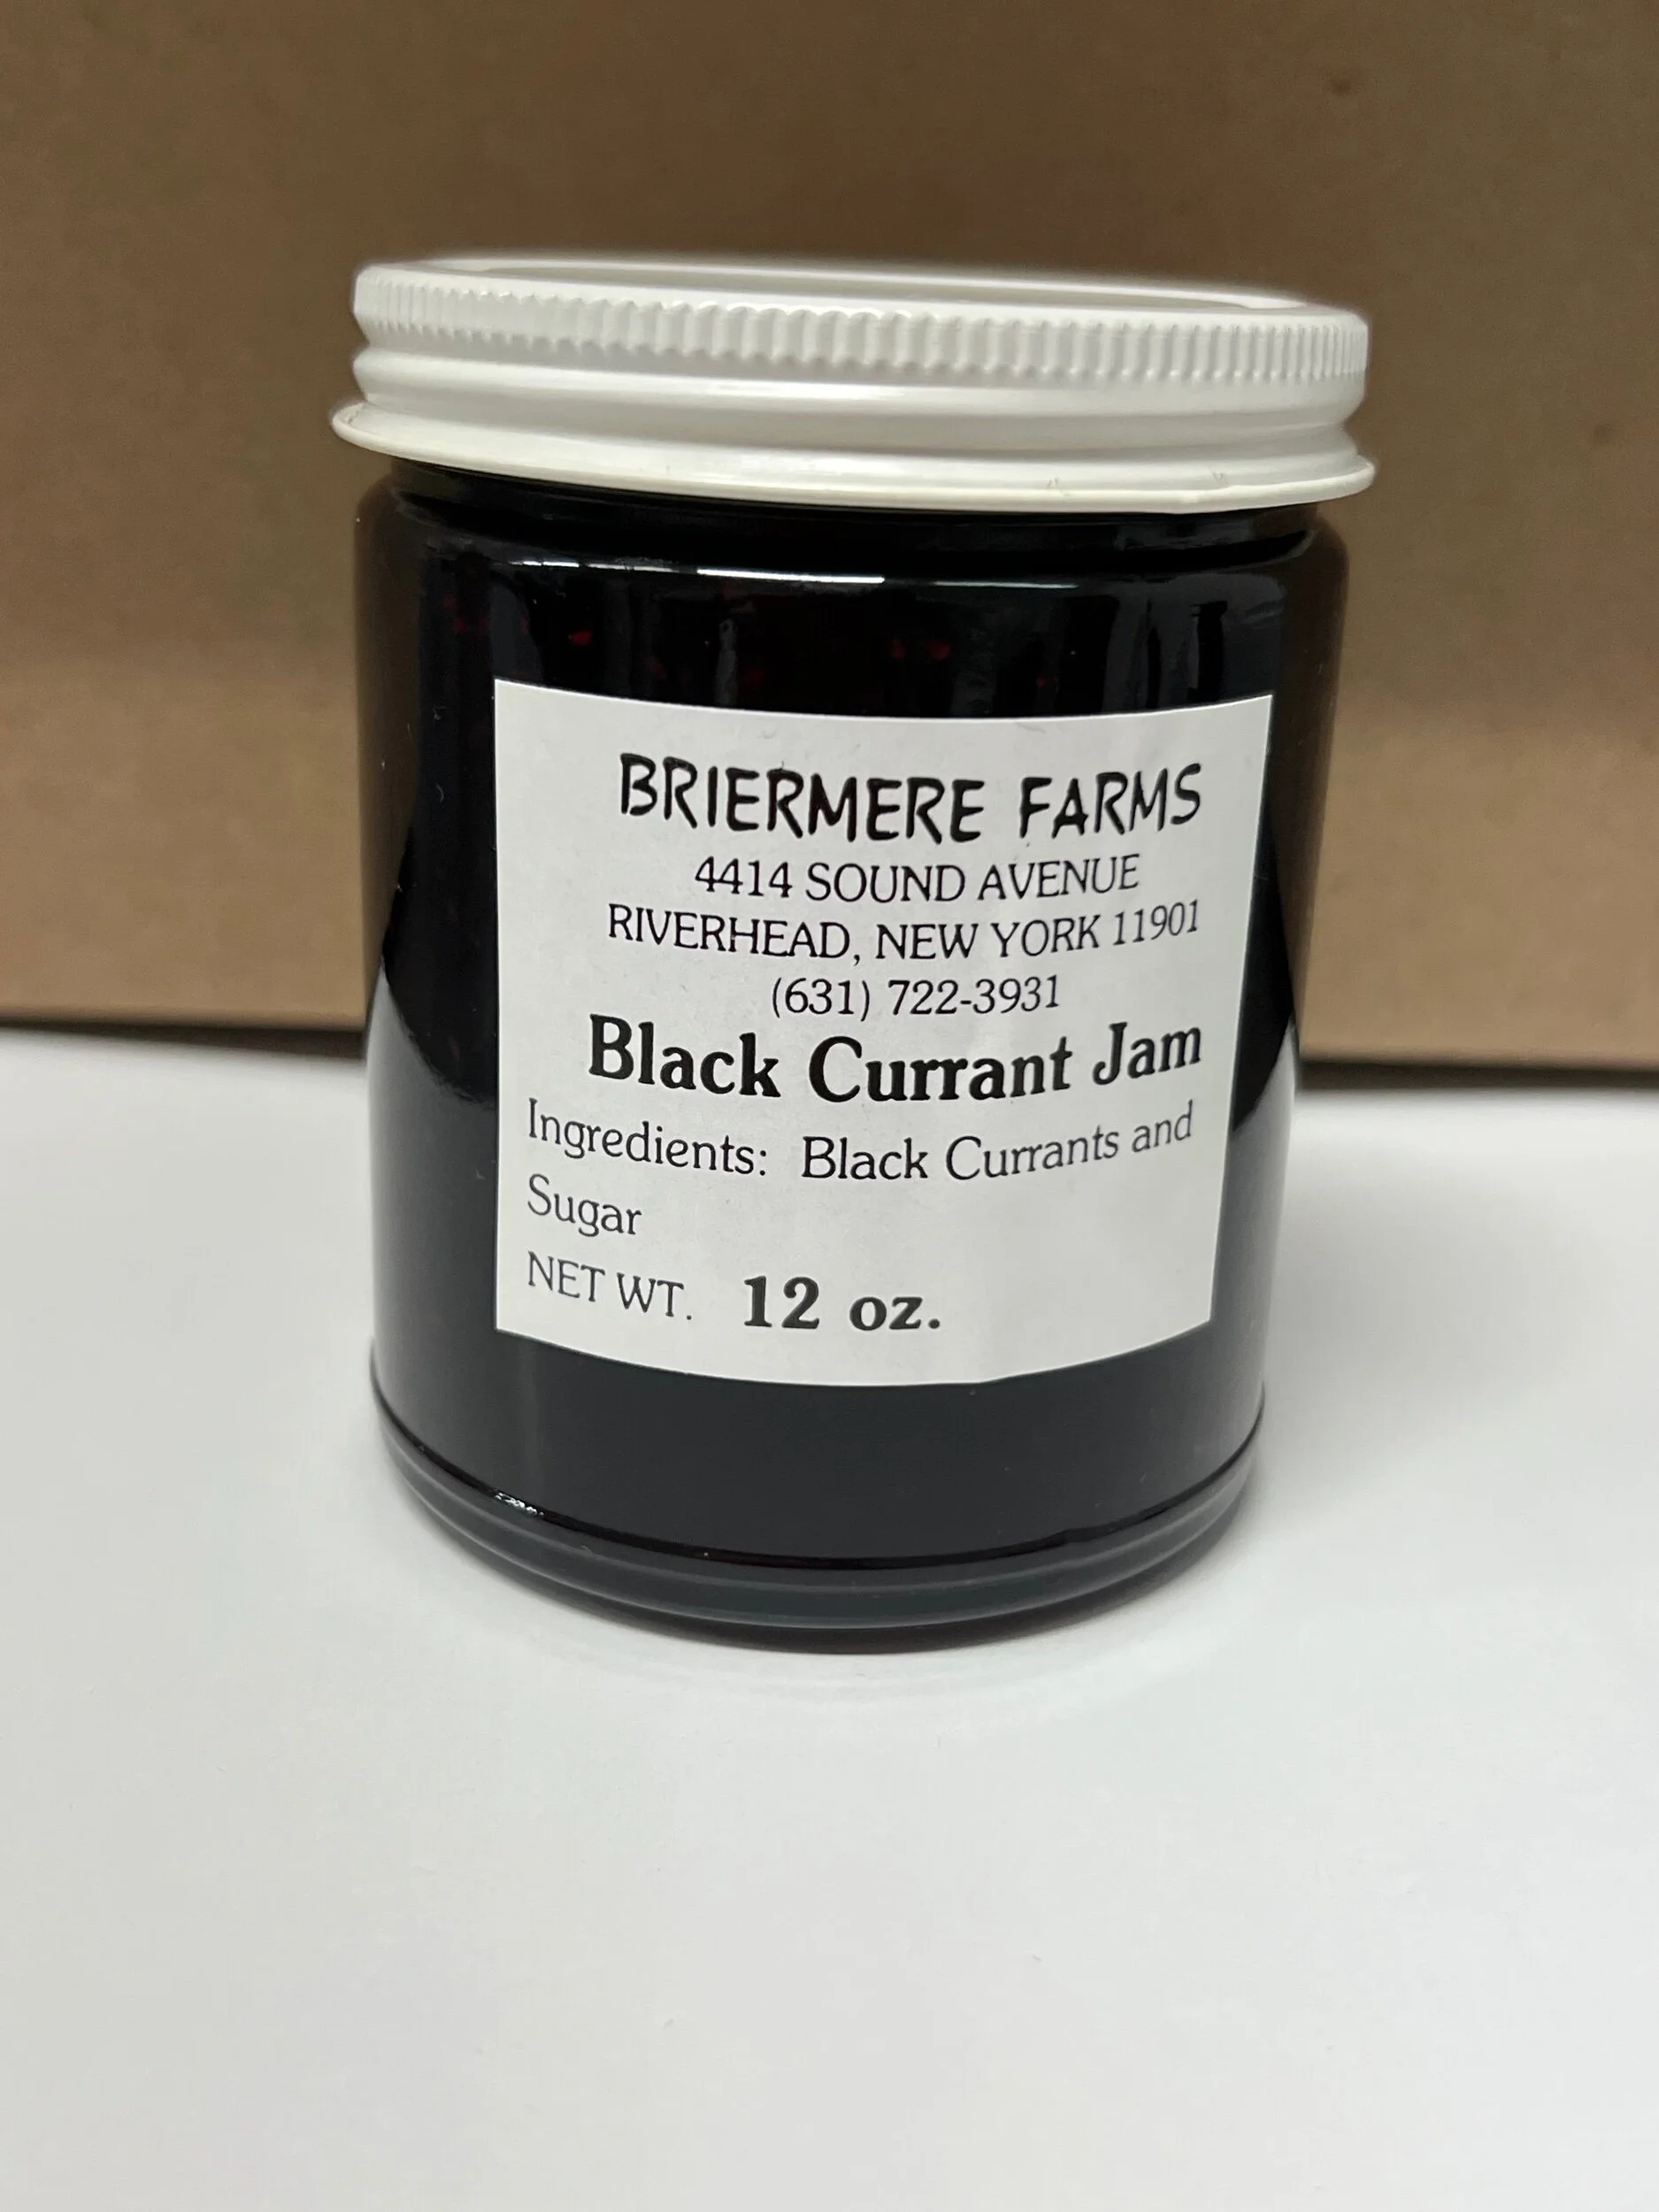 BRIERMERE FARMS
4414 SOUND AVENUE
RIVERHEAD, NEW YORK 11901
(631) 722-3931
Black Currant Jam
Ingredients: Black Currants and
Sugar
NET WT. 12 oz.